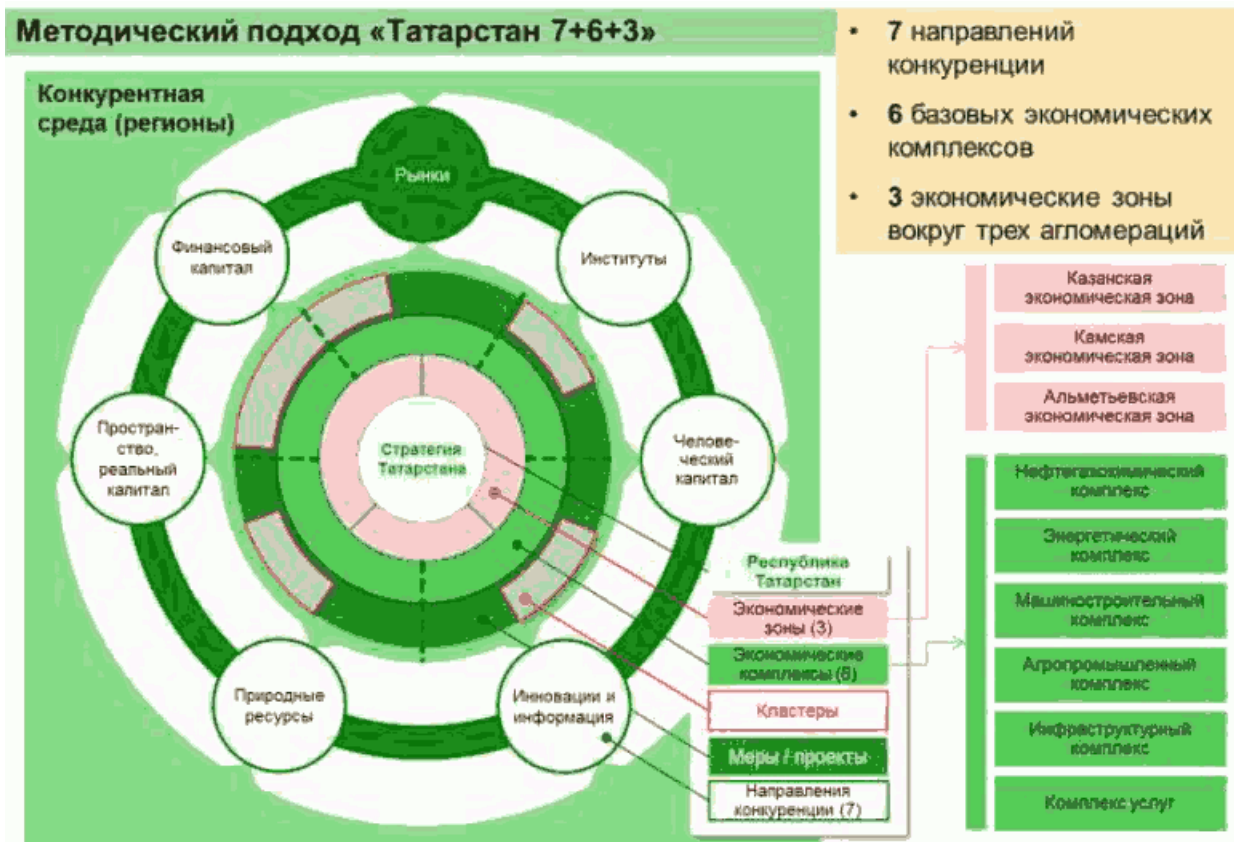 Методический подход «Татарстан 7+6+3»
• 7 направлений
конкуренции
• 6 базовых экономических
комплексов
• 3 экономические зоны
вокруг трех агломераций
Конкурентная
среда (регионы)
Рынки
Финансовый
капитал
Институты
Простран-
ство,
реальный
капитал
Стратегия
Татарстана
Челове-
ческий
капитал
Природные
ресурсы
Инновации и
информация
Республика
Татарстан
Экономические
зоны (3)
Экономические
комплексы (6)
Кластеры
Меры / проекты
Направления
конкуренции (7)
Казанская
экономическая зона
Камская
экономическая зона
Альметьевская
экономическая зона
Нефтегазохимический
комплекс
Энергетический
комплекс
Машиностроительный
комплекс
Агропромышленный
комплекс
Инфраструктурный
комплекс
Комплекс услуг